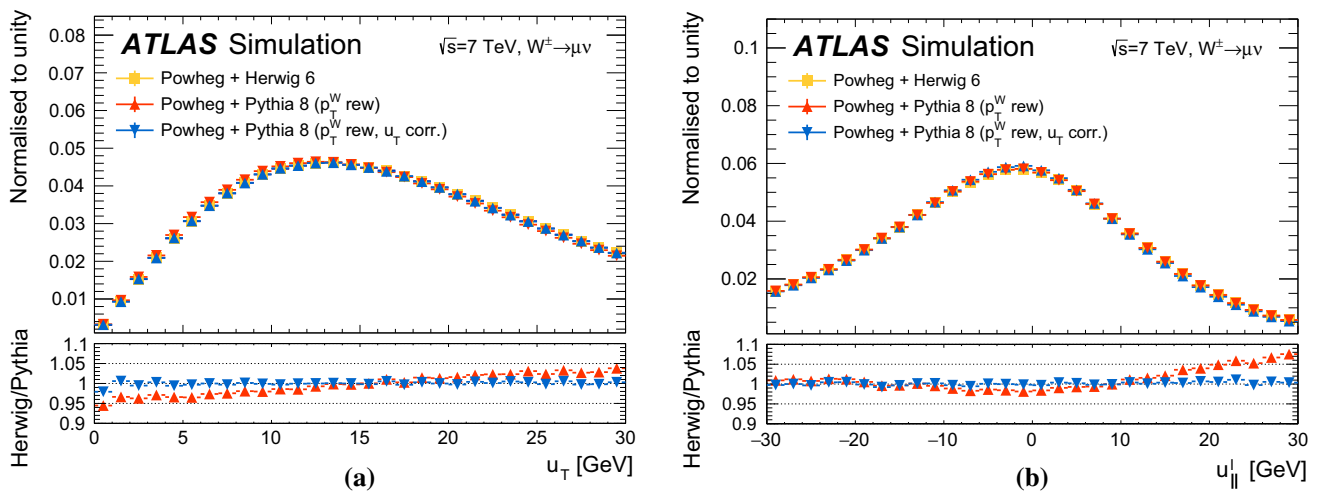 ATLAS Simulation
√s=7 TeV, W±→μν
Powheg + Herwig 6
Powheg + Pythia 8 (p_T^W rew)
Powheg + Pythia 8 (p_T^W rew, u_T corr.)
Normalised to unity
0.08
0.07
0.06
0.05
0.04
0.03
0.02
0.01
Herwig/Pythia
1.1
1.05
1
0.95
0.9
0 5 10 15 20 25 30
u_T [GeV]
(a)
ATLAS Simulation
√s=7 TeV, W±→μν
Powheg + Herwig 6
Powheg + Pythia 8 (p_T^W rew)
Powheg + Pythia 8 (p_T^W rew, u_T corr.)
Normalised to unity
0.1
0.08
0.06
0.04
0.02
Herwig/Pythia
1.1
1.05
1
0.95
0.9
−30 −20 −10 0 10 20 30
u_∥^l [GeV]
(b)